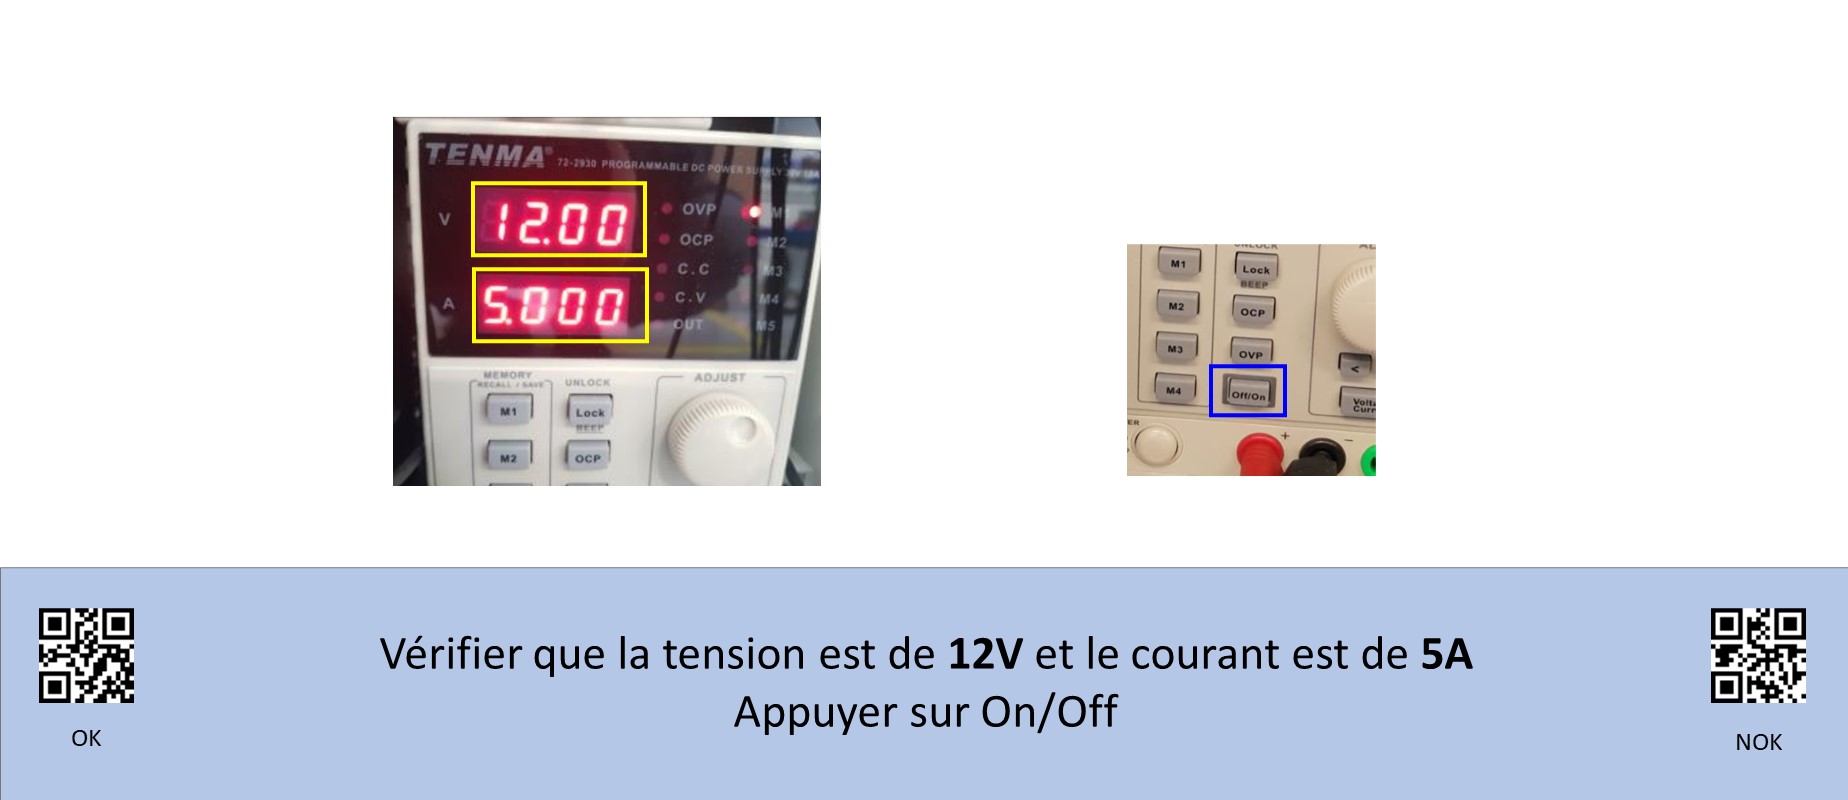 TENMA® 72-2930 PROGRAMMABLE DC POWER SUPPLY 30V 10A
V 12.00 OVP M1
OCP M2
C.C M3
A 5.000 C.V M4
OUT M5
MEMORY
RECALL / SAVE UNLOCK ADJUST
M1 Lock
BEEP
M2 OCP
UNLOCK
M1 Lock
BEEP
M2 OCP
M3 OVP <
M4 Off/On
+ -
Vérifier que la tension est de 12V et le courant est de 5A
Appuyer sur On/Off
OK
NOK